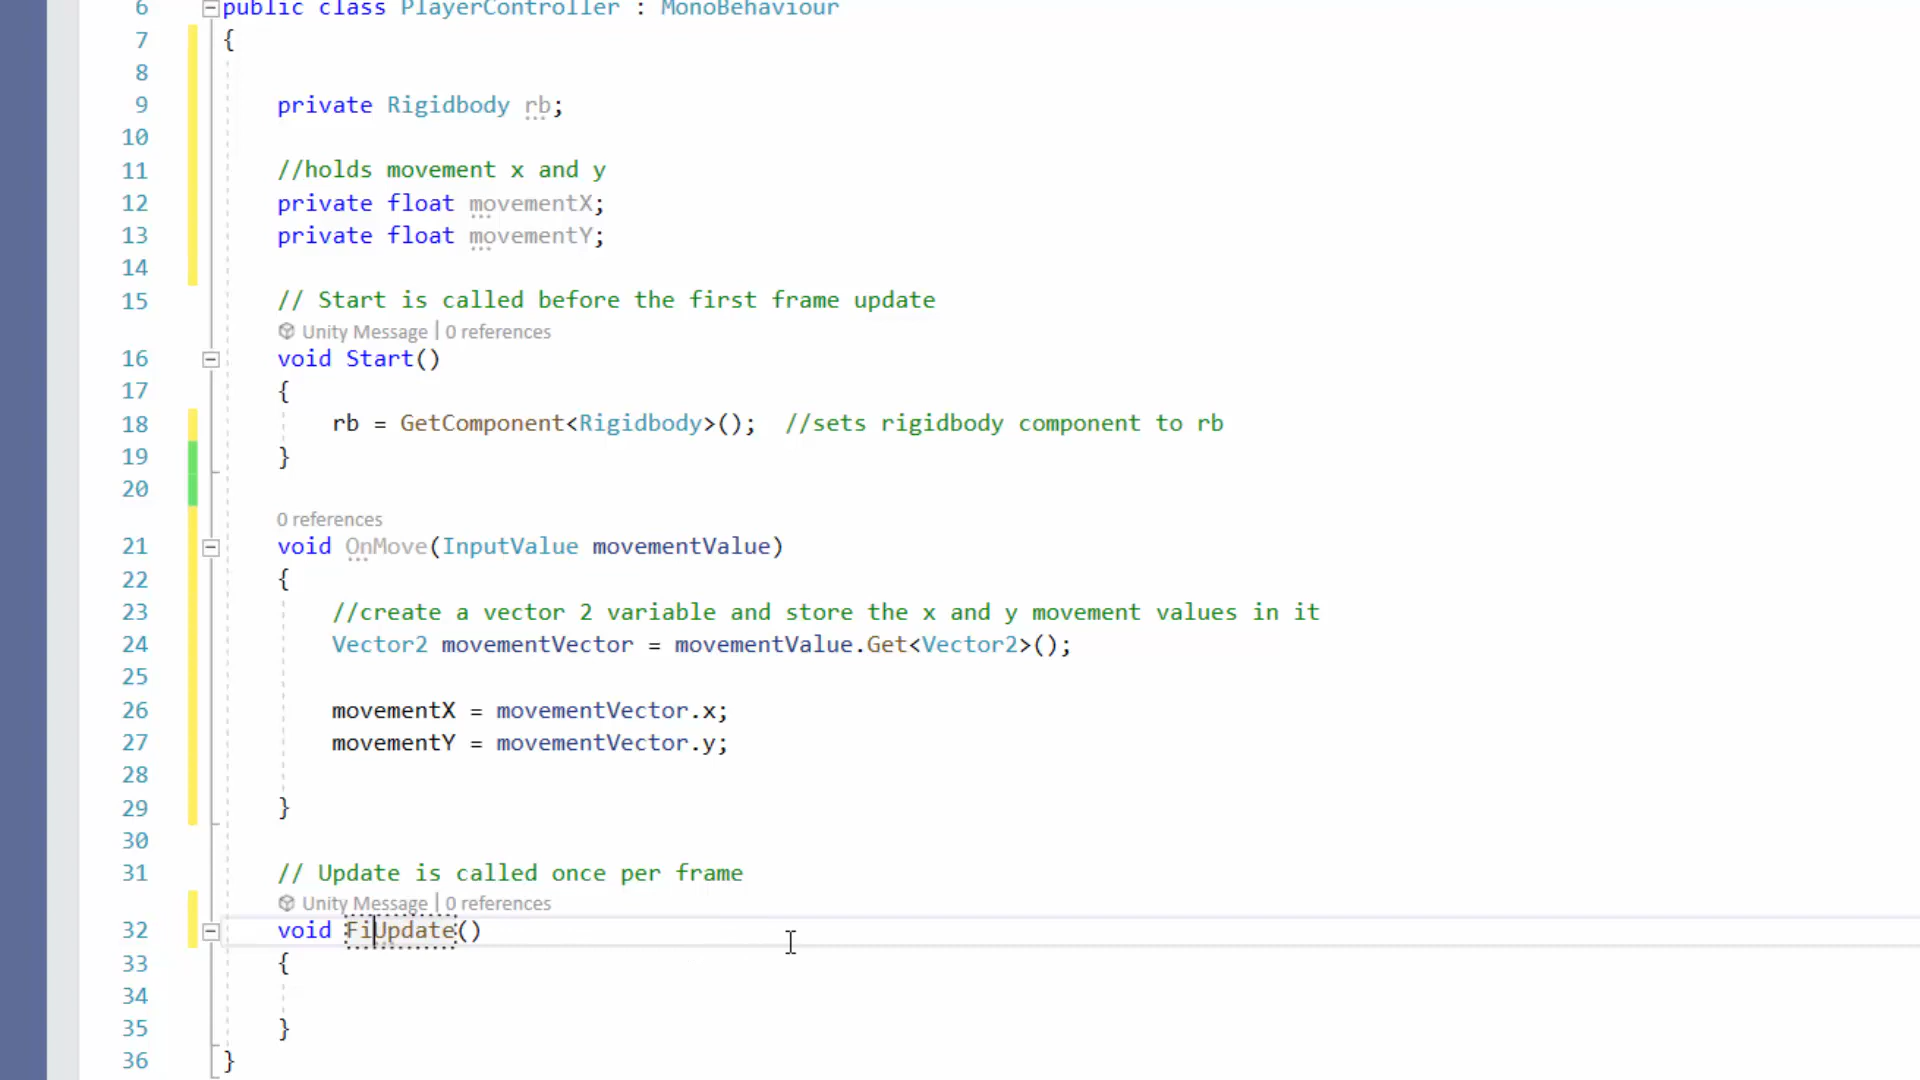 6 public class PlayerController : MonoBehaviour
7 {
8
9 private Rigidbody rb;
10
11 //holds movement x and y
12 private float movementX;
13 private float movementY;
14
15 // Start is called before the first frame update
Unity Message | 0 references
16 void Start()
17 {
18 rb = GetComponent<Rigidbody>(); //sets rigidbody component to rb
19 }
20
0 references
21 void OnMove(InputValue movementValue)
22 {
23 //create a vector 2 variable and store the x and y movement values in it
24 Vector2 movementVector = movementValue.Get<Vector2>();
25
26 movementX = movementVector.x;
27 movementY = movementVector.y;
28
29 }
30
31 // Update is called once per frame
Unity Message | 0 references
32 void FiUpdate()
33 {
34
35 }
36 }